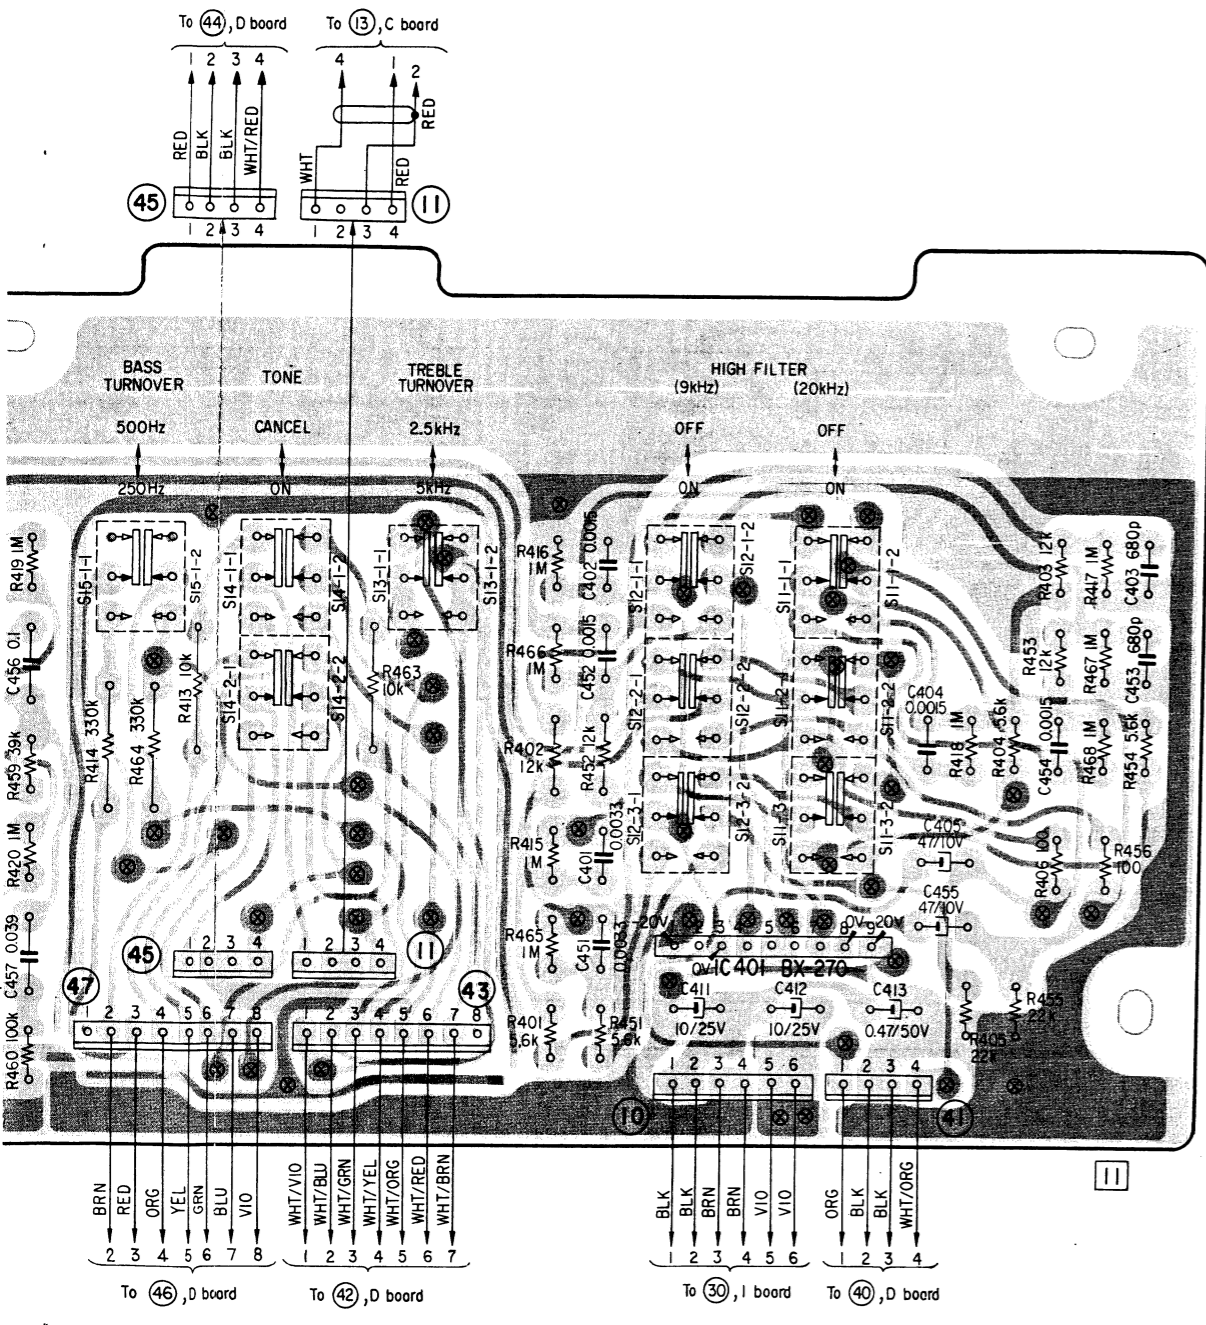 To 44, D board
To 13, C board
1 2 3 4
4 1 2
RED
BLK
BLK
WHT/RED
WHT
RED
RED
45
11
1 2 3 4
1 2 3 4
BASS
TURNOVER
500Hz
250Hz
TONE
CANCEL
ON
TREBLE
TURNOVER
2.5kHz
5kHz
HIGH FILTER
(9kHz) (20kHz)
OFF OFF
ON ON
R419 1M
C456 0.1
R459 39k
R420 1M
C457 0.039
R460 100k
S15-1-1
S15-1-2
S14-1-1
S14-1-2
S13-1-1
S13-1-2
S14-2-1
S14-2-2
R414 330k
R464 330k
R413 10k
R463
10k
R416
1M
C402 0.0015
R466
1M
C452 0.0015
R402
12k
R452 12k
R415
1M
C401
0.0033
R465
1M
C451
0.0033
R401
5.6k
R451
5.6k
S12-1-1
S12-1-2
S11-1-1
S11-1-2
S12-2-1
S12-2-2
S11-2-1
S11-2-2
S12-3-1
S12-3-2
S11-3-1
S11-3-2
R403 12k
R417 1M
C403 680p
R453
12k
R467 1M
C453 680p
C404
0.0015
R418 1M
R404 5.6k
C454 0.0015
R468 1M
R454 5.6k
C405
47/10V
R406 100
R456
100
C455
47/10V
-20V
0V
-20V
1 2 3 4 5 6 7 8 9
0V
IC401 BX-270
C411
10/25V
C412
10/25V
C413
0.47/50V
R405
22k
R455
22k
45
1 2 3 4
1 2 3 4
11
47
1 2 3 4 5 6 7 8
1 2 3 4 5 6 7 8
43
10
1 2 3 4 5 6
1 2 3 4
41
BRN
RED
ORG
YEL
GRN
BLU
VIO
WHT/VIO
WHT/BLU
WHT/GRN
WHT/YEL
WHT/ORG
WHT/RED
WHT/BRN
BLK
BLK
BRN
BRN
VIO
VIO
ORG
BLK
BLK
WHT/ORG
11
2 3 4 5 6 7 8
1 2 3 4 5 6 7
1 2 3 4 5 6
1 2 3 4
To 46, D board
To 42, D board
To 30, I board
To 40, D board